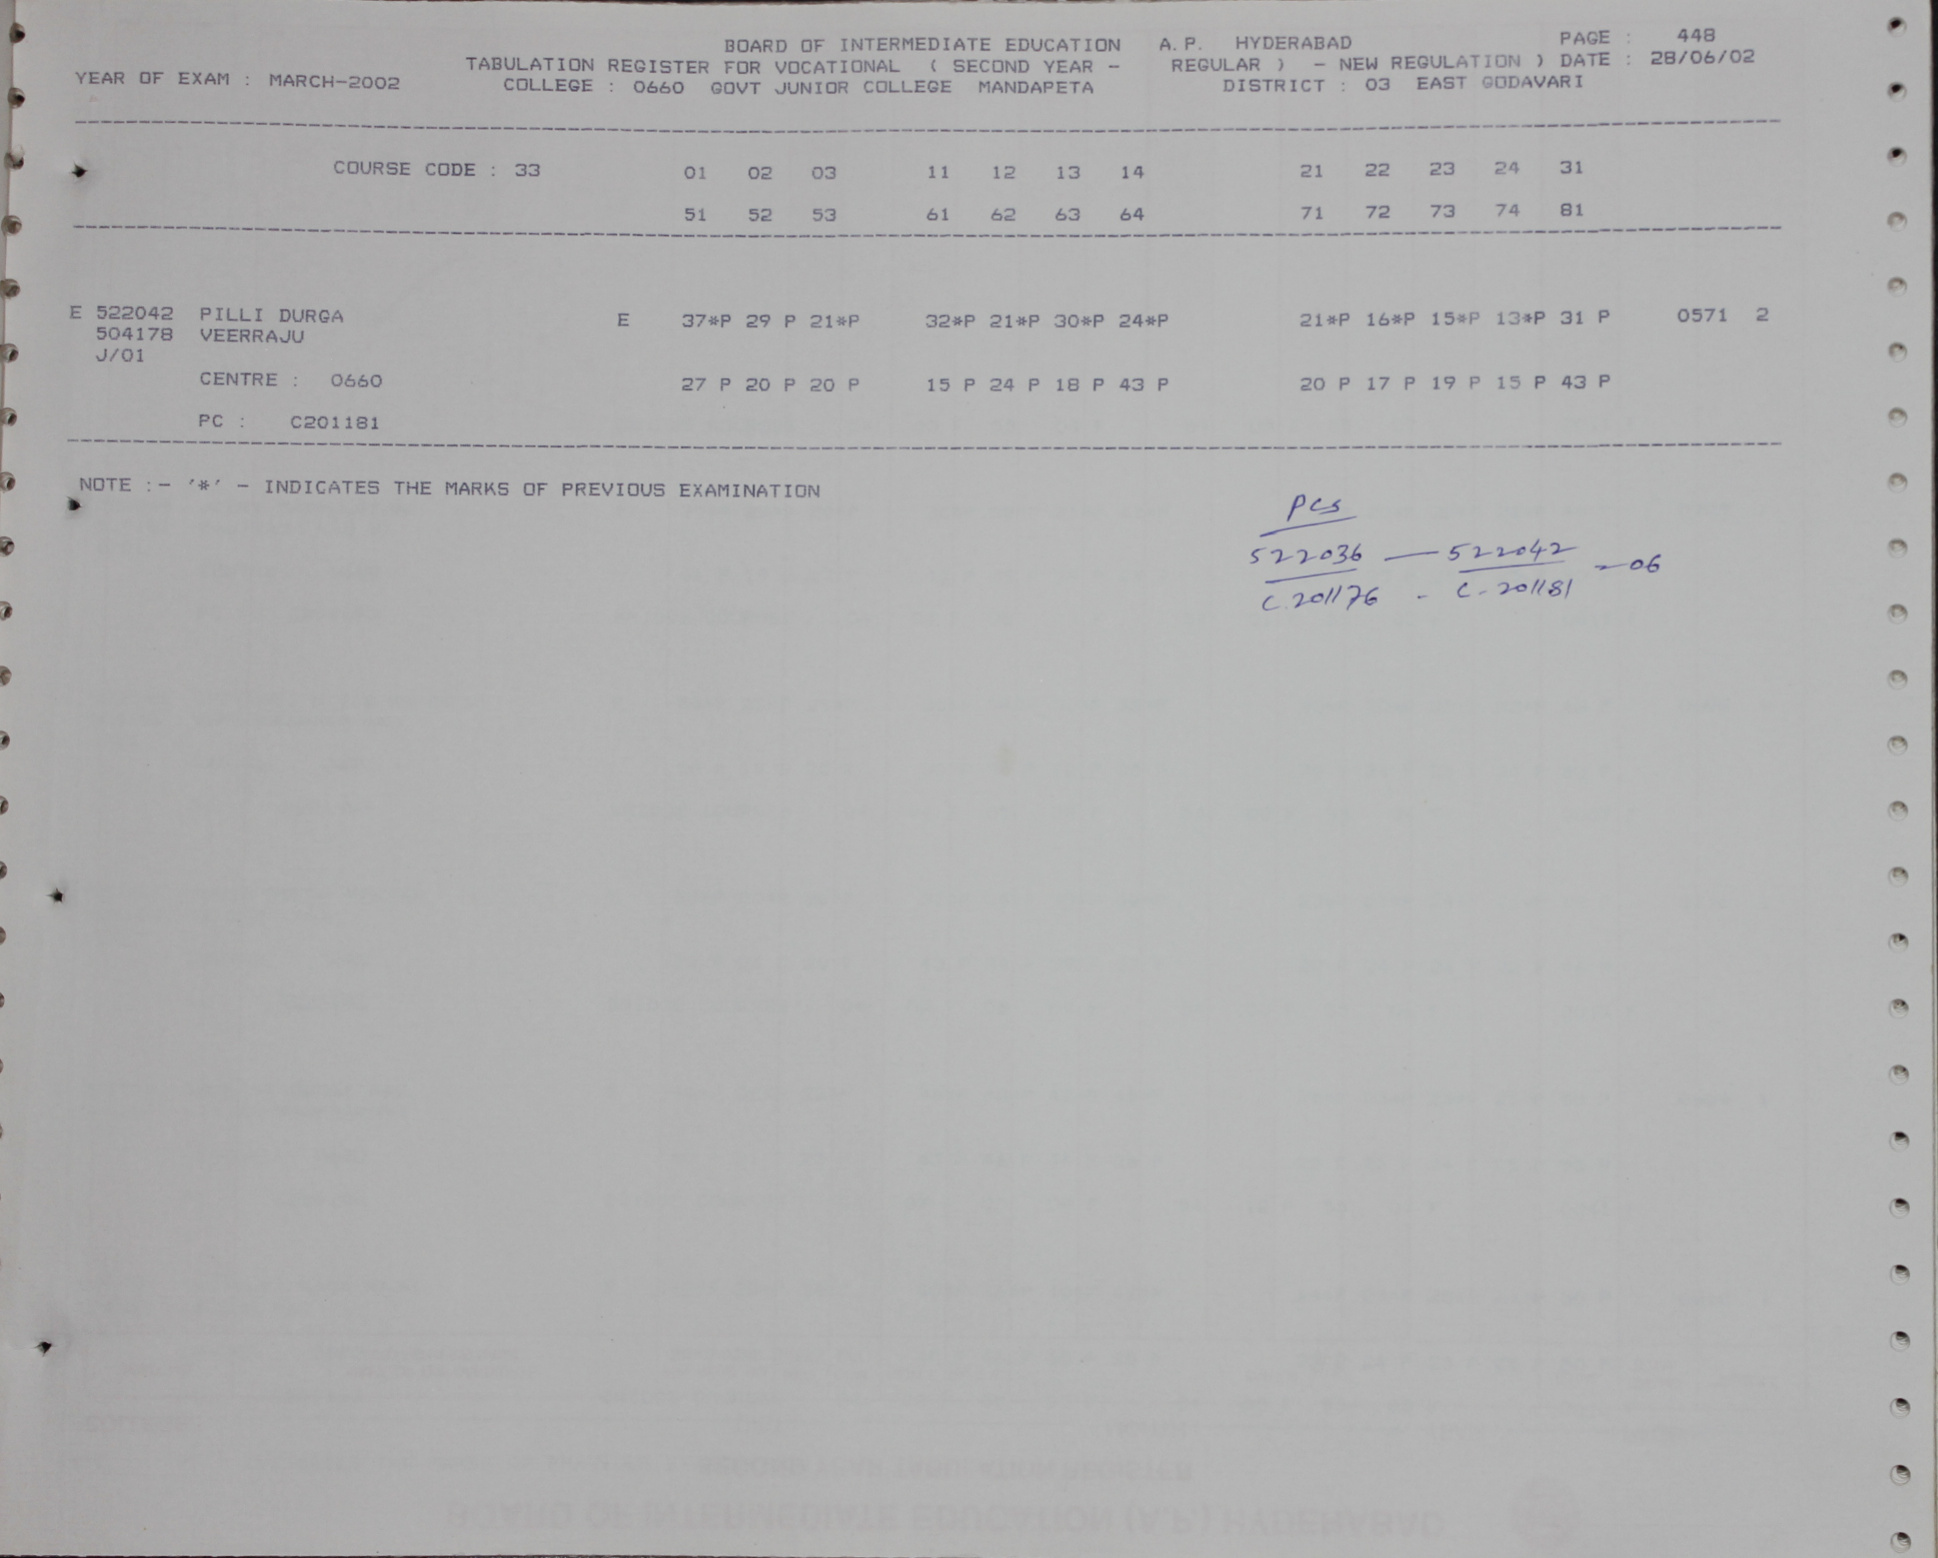 BOARD OF INTERMEDIATE EDUCATION A.P. HYDERABAD PAGE : 448
TABULATION REGISTER FOR VOCATIONAL ( SECOND YEAR - REGULAR ) - NEW REGULATION ) DATE : 28/06/02
YEAR OF EXAM : MARCH-2002 COLLEGE : 0660 GOVT JUNIOR COLLEGE MANDAPETA DISTRICT : 03 EAST GODAVARI
COURSE CODE : 33 01 02 03 11 12 13 14 21 22 23 24 31
51 52 53 61 62 63 64 71 72 73 74 81
E 522042 PILLI DURGA E 37*P 29 P 21*P 32*P 21*P 30*P 24*P 21*P 16*P 15*P 13*P 31 P 0571 2
504178 VEERRAJU
J/01
CENTRE : 0660 27 P 20 P 20 P 15 P 24 P 18 P 43 P 20 P 17 P 19 P 15 P 43 P
PC : C201181
NOTE :- '*' - INDICATES THE MARKS OF PREVIOUS EXAMINATION
PCs
522036 — 522042 - 06
C.201176 - C-201181